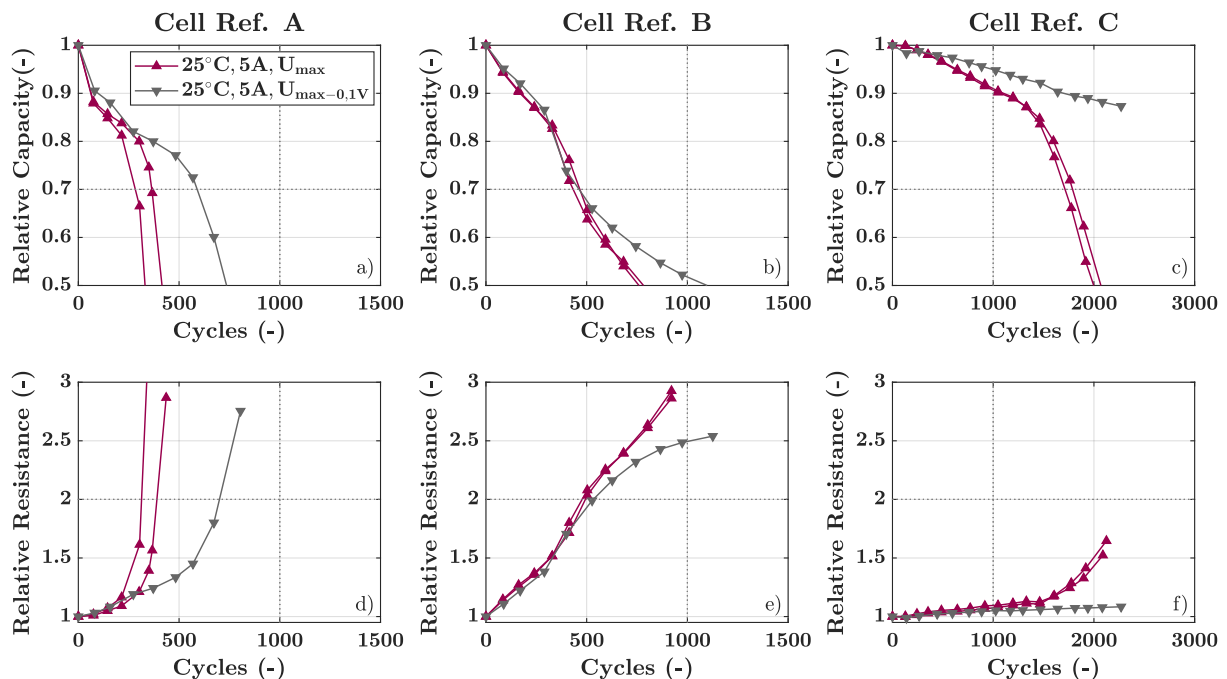 Cell Ref. A
Cell Ref. B
Cell Ref. C
Relative Capacity(-)
1
0.9
0.8
0.7
0.6
0.5
25°C, 5A, Umax
25°C, 5A, Umax−0,1V
a)
0
500
1000
1500
Cycles (-)
Relative Capacity(-)
1
0.9
0.8
0.7
0.6
0.5
b)
0
500
1000
1500
Cycles (-)
Relative Capacity(-)
1
0.9
0.8
0.7
0.6
0.5
c)
0
1000
2000
3000
Cycles (-)
Relative Resistance (-)
3
2.5
2
1.5
1
d)
0
500
1000
1500
Cycles (-)
Relative Resistance (-)
3
2.5
2
1.5
1
e)
0
500
1000
1500
Cycles (-)
Relative Resistance (-)
3
2.5
2
1.5
1
f)
0
1000
2000
3000
Cycles (-)